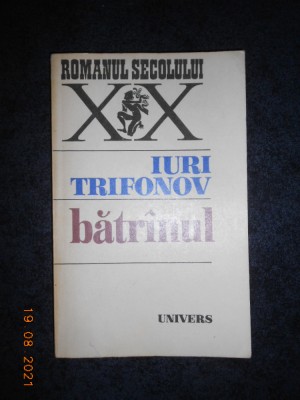 ROMANUL SECOLULUI
XX
IURI
TRIFONOV
bătrînul
UNIVERS
19 08 2021